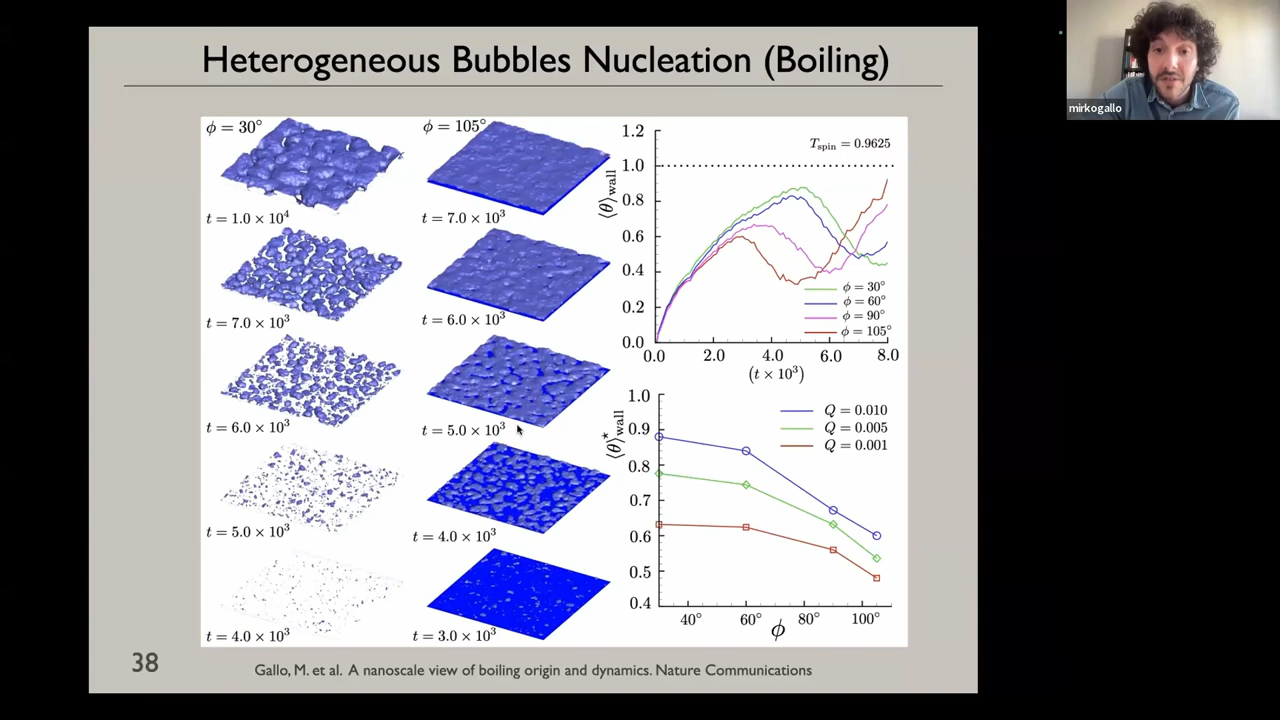 Heterogeneous Bubbles Nucleation (Boiling)
mirkogallo
ϕ = 30°
ϕ = 105°
t = 1.0 × 10⁴
t = 7.0 × 10³
t = 7.0 × 10³
t = 6.0 × 10³
t = 6.0 × 10³
t = 5.0 × 10³
t = 5.0 × 10³
t = 4.0 × 10³
t = 4.0 × 10³
t = 3.0 × 10³
1.2
1.0
0.8
0.6
0.4
0.2
0.0
⟨θ⟩wall
Tspin = 0.9625
ϕ = 30°
ϕ = 60°
ϕ = 90°
ϕ = 105°
0.0 2.0 4.0 6.0 8.0
(t × 10³)
1.0
0.9
0.8
0.7
0.6
0.4
⟨θ⟩*wall
Q = 0.010
Q = 0.005
Q = 0.001
40° 60° 80° 100°
ϕ
38
Gallo, M. et al. A nanoscale view of boiling origin and dynamics. Nature Communications